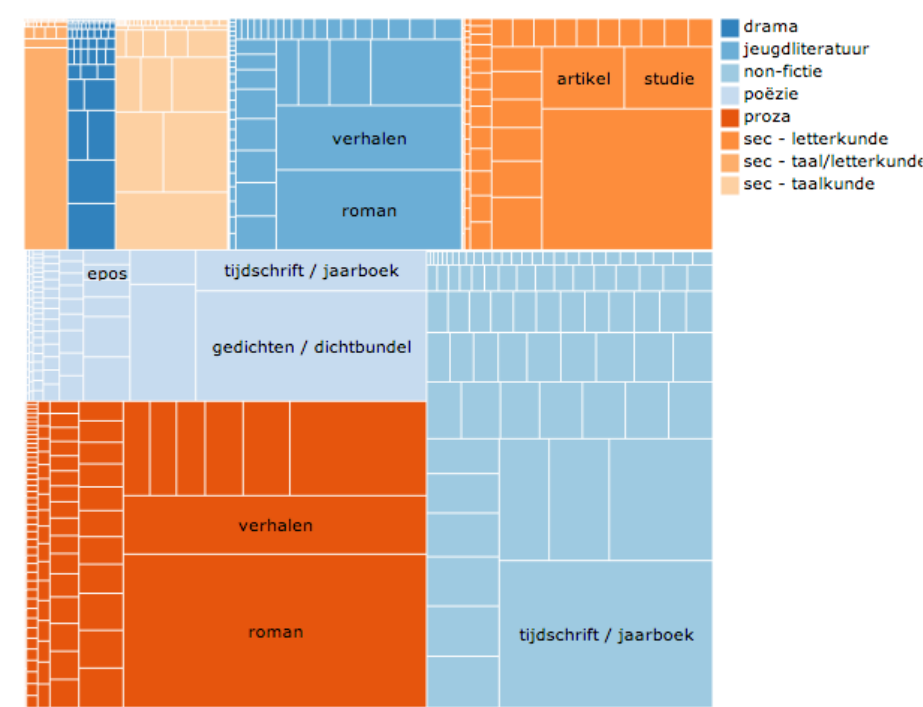 drama
jeugdliteratuur
non-fictie
poëzie
proza
sec - letterkunde
sec - taal/letterkunde
sec - taalkunde
artikel
studie
verhalen
roman
epos
tijdschrift / jaarboek
gedichten / dichtbundel
verhalen
roman
tijdschrift / jaarboek